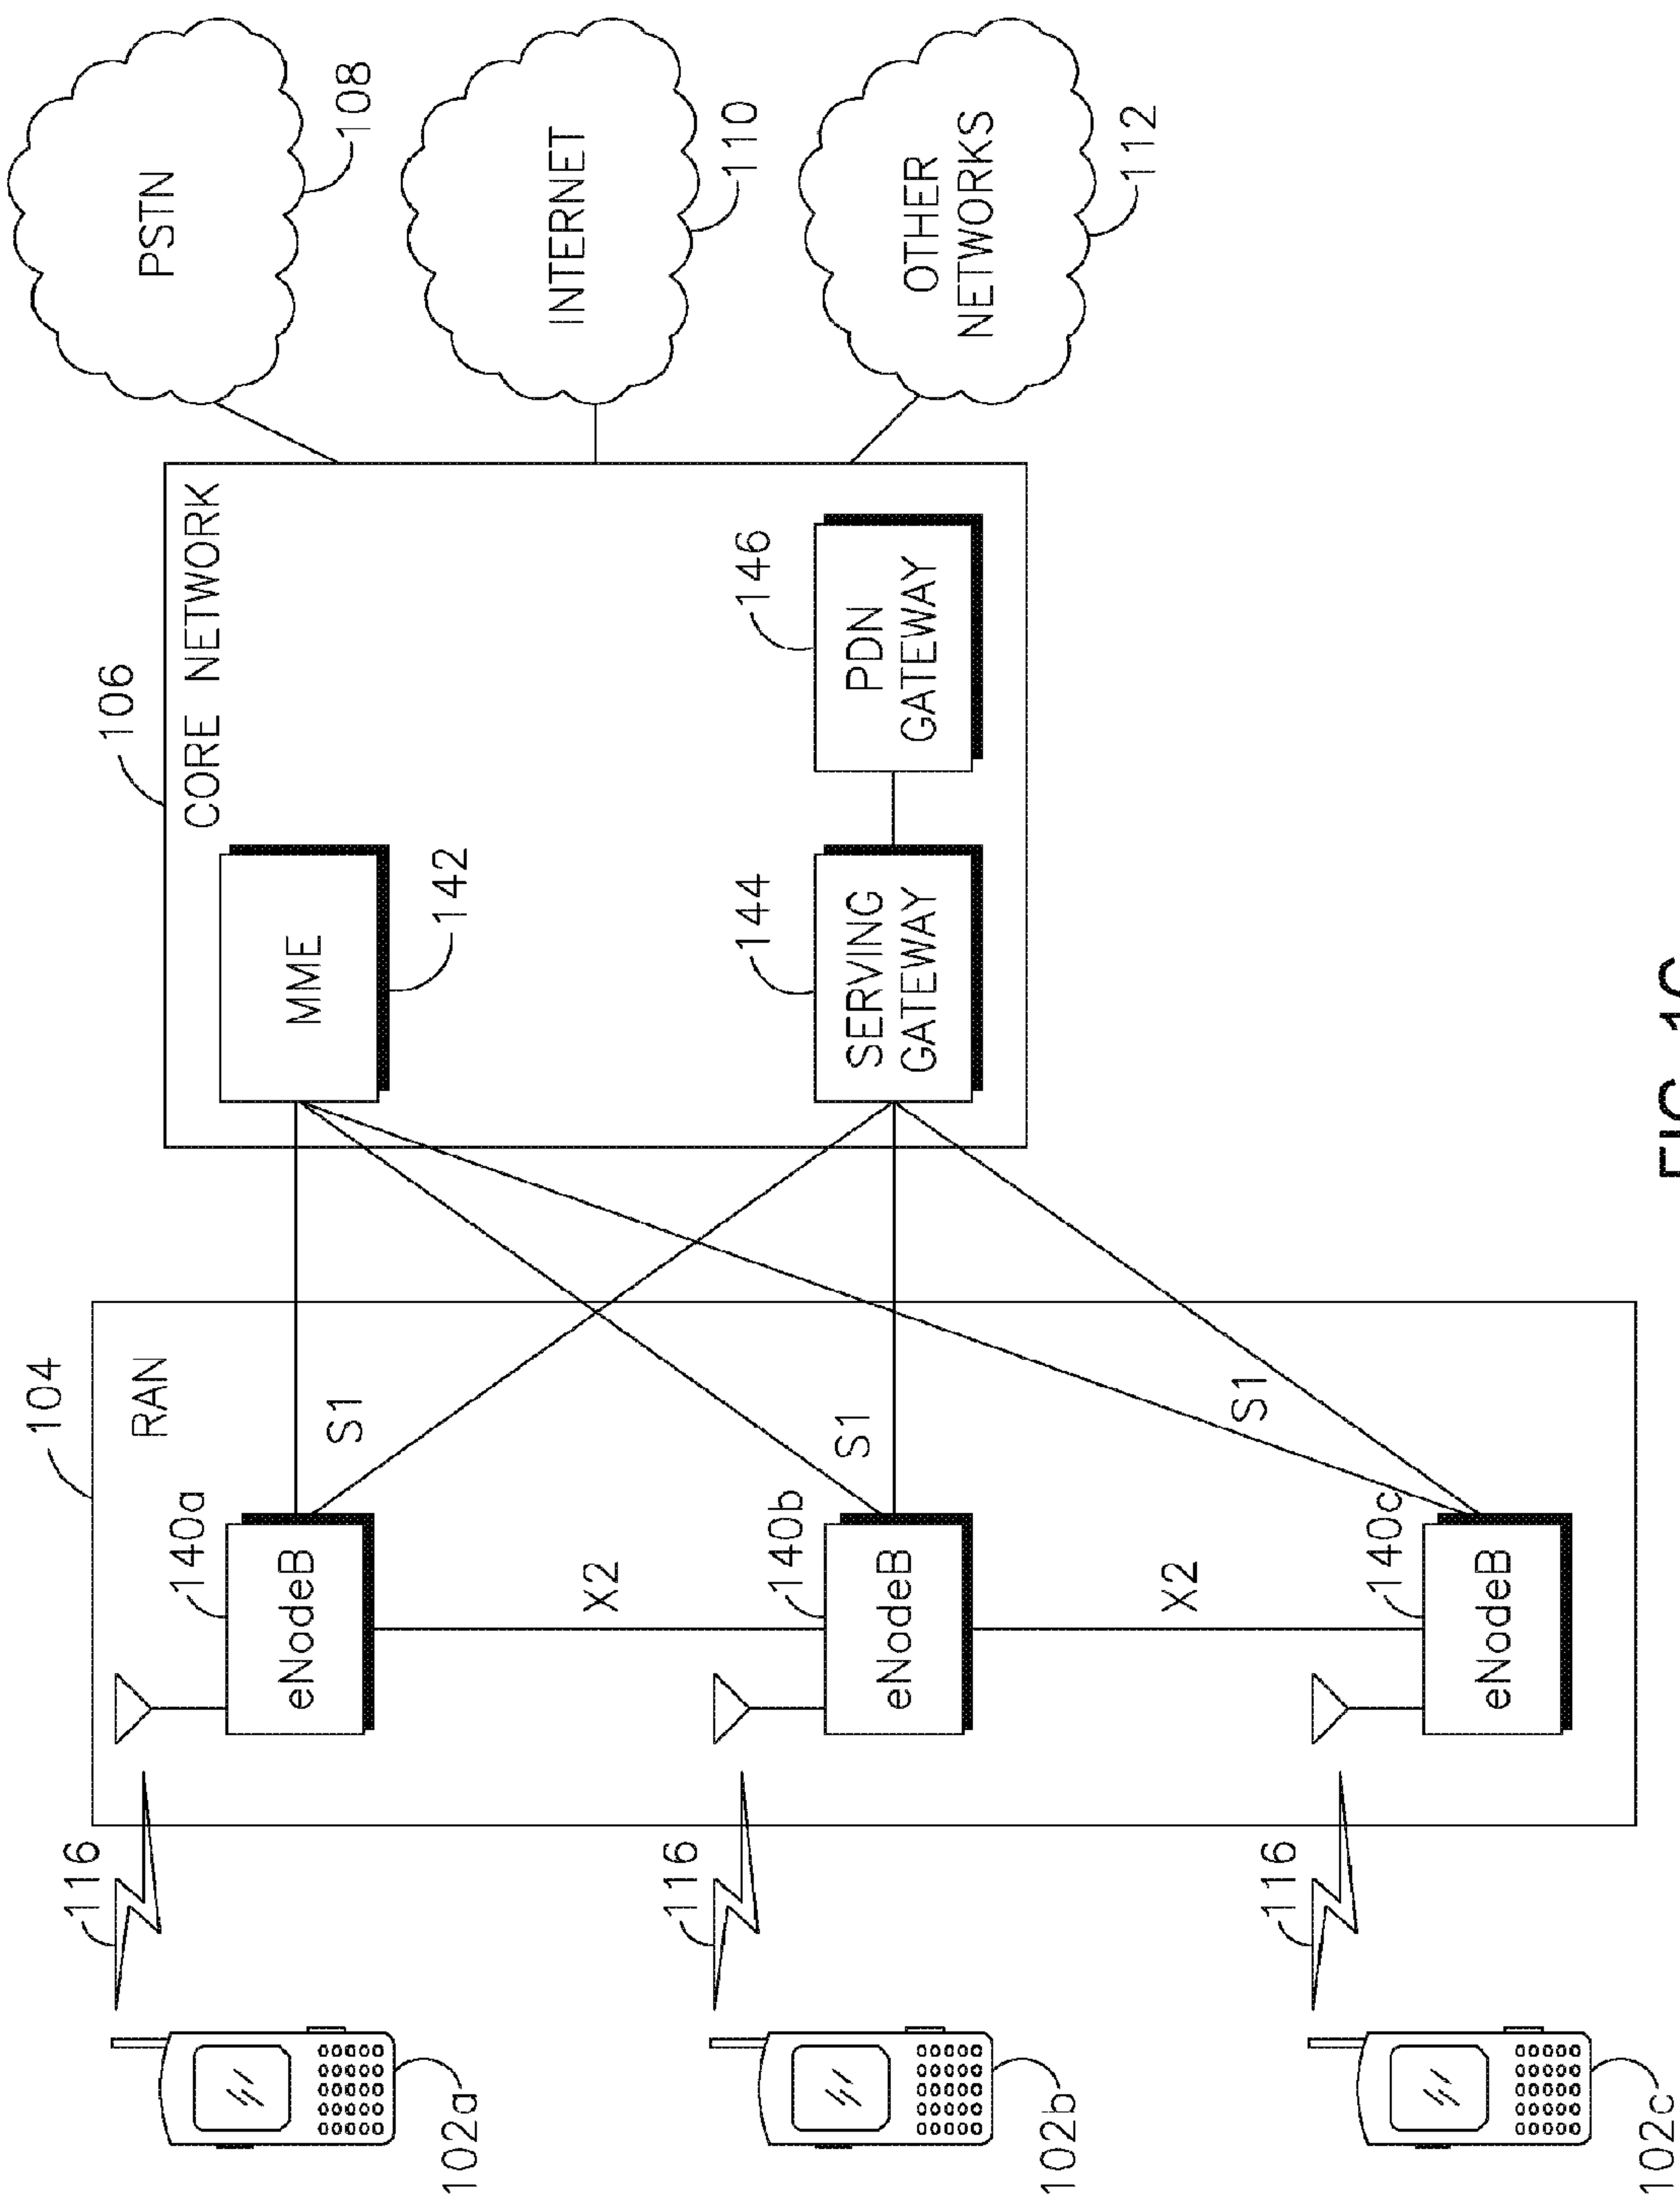 102a
116
104
RAN
140a
eNodeB
S1
X2
102b
116
140b
eNodeB
S1
X2
102c
116
140c
eNodeB
S1
106
CORE NETWORK
MME
142
144
SERVING
GATEWAY
146
PDN
GATEWAY
PSTN
108
INTERNET
110
OTHER
NETWORKS
112